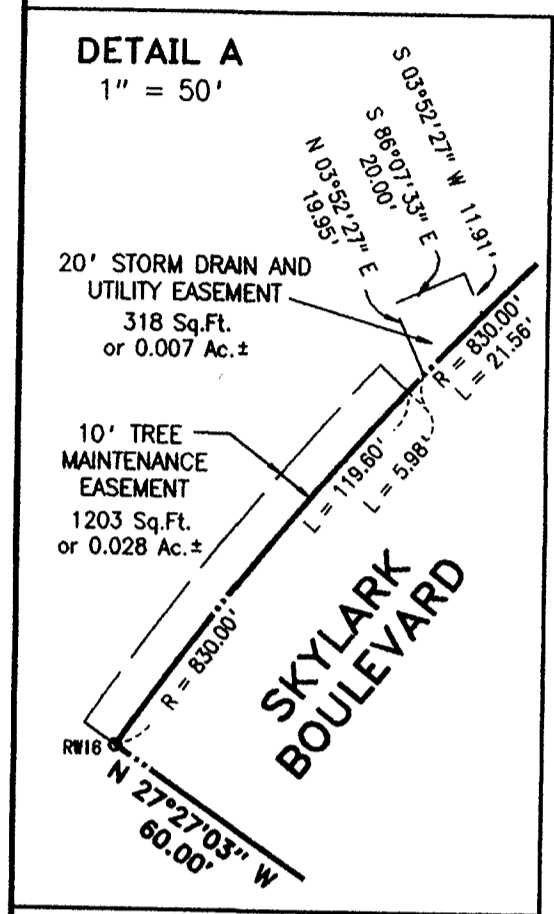 DETAIL A
1" = 50'
S 03°52'27" W 11.91'
S 86°07'33" E
20.00'
N 03°52'27" E
19.95'
20' STORM DRAIN AND
UTILITY EASEMENT
318 Sq.Ft.
or 0.007 Ac.±
R = 830.00'
L = 21.56'
10' TREE
MAINTENANCE
EASEMENT
1203 Sq.Ft.
or 0.028 Ac.±
L = 119.60'
L = 5.98'
R = 830.00'
SKYLARK
BOULEVARD
RW16
N 27°27'03" W
60.00'